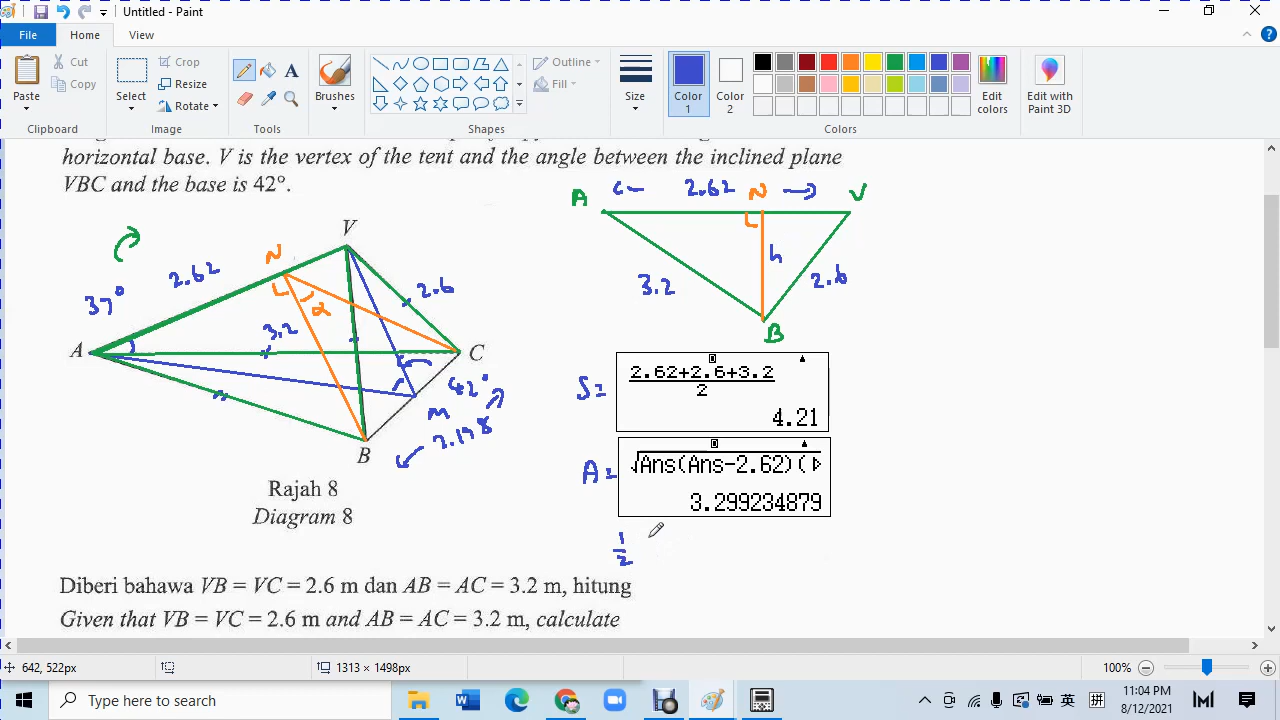 Untitled - Paint
File
Home
View
Paste
Cut
Copy
Clipboard
Select
Crop
Resize
Rotate
Image
Tools
Brushes
Outline
Fill
Shapes
Size
Color 1
Color 2
Colors
Edit colors
Edit with Paint 3D
horizontal base. V is the vertex of the tent and the angle between the inclined plane
VBC and the base is 42°.
A
2.62
N
V
h
3.2
2.6
B
V
N
2.62
37°
α
2.6
3.2
A
C
42°
M
B
Rajah 8
Diagram 8
S=
2.62+2.6+3.2
2
4.21
A=
√Ans(Ans-2.62)(
3.299234879
1
2
Diberi bahawa VB = VC = 2.6 m dan AB = AC = 3.2 m, hitung
Given that VB = VC = 2.6 m and AB = AC = 3.2 m, calculate
642, 522px
1313 × 1498px
100%
Type here to search
英
拼
11:04 PM
8/12/2021